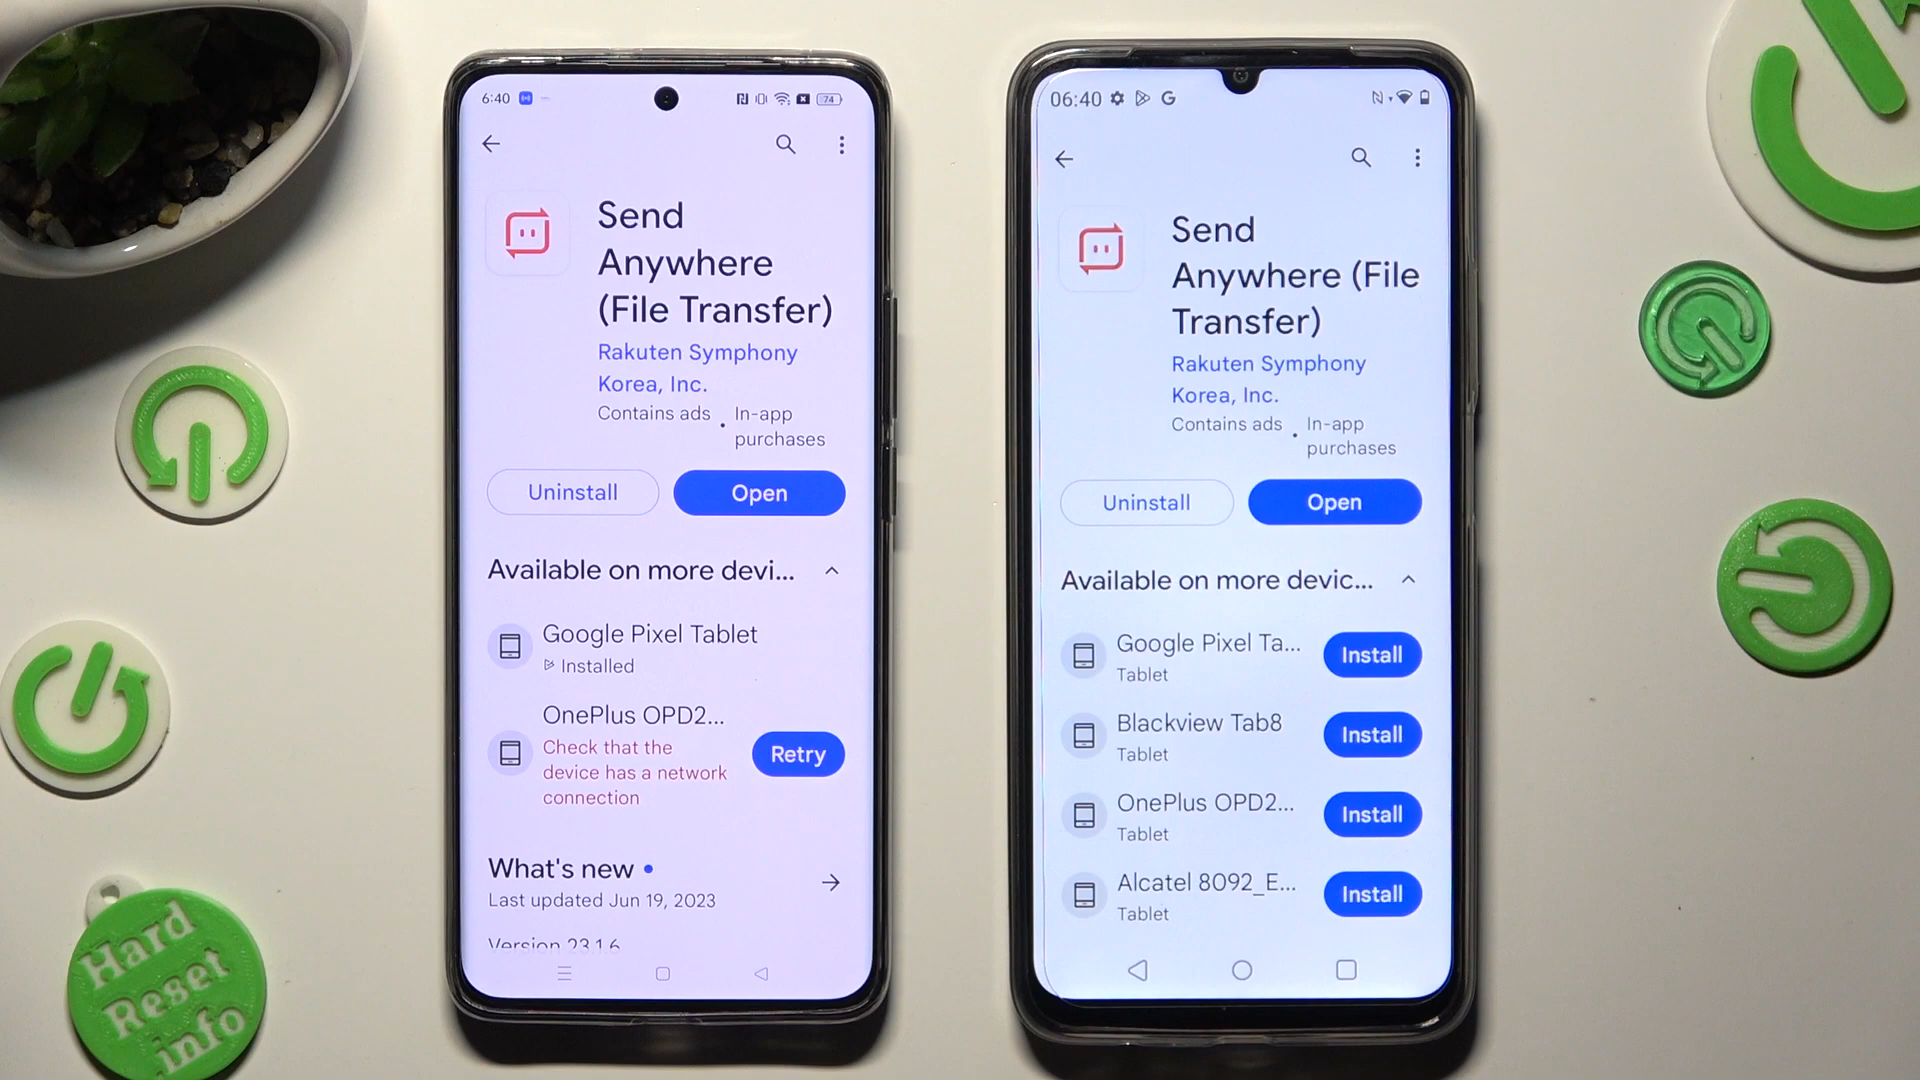 6:40
74
Send
Anywhere
(File Transfer)
Rakuten Symphony
Korea, Inc.
Contains ads • In-app
purchases
Uninstall
Open
Available on more devi...
Google Pixel Tablet
Installed
OnePlus OPD2...
Check that the
device has a network
connection
Retry
What's new •
Last updated Jun 19, 2023
Version 23.1.6
06:40
G
Send
Anywhere (File
Transfer)
Rakuten Symphony
Korea, Inc.
Contains ads • In-app
purchases
Uninstall
Open
Available on more devic...
Google Pixel Ta...
Tablet
Install
Blackview Tab8
Tablet
Install
OnePlus OPD2...
Tablet
Install
Alcatel 8092_E...
Tablet
Install
Hard
Reset
info